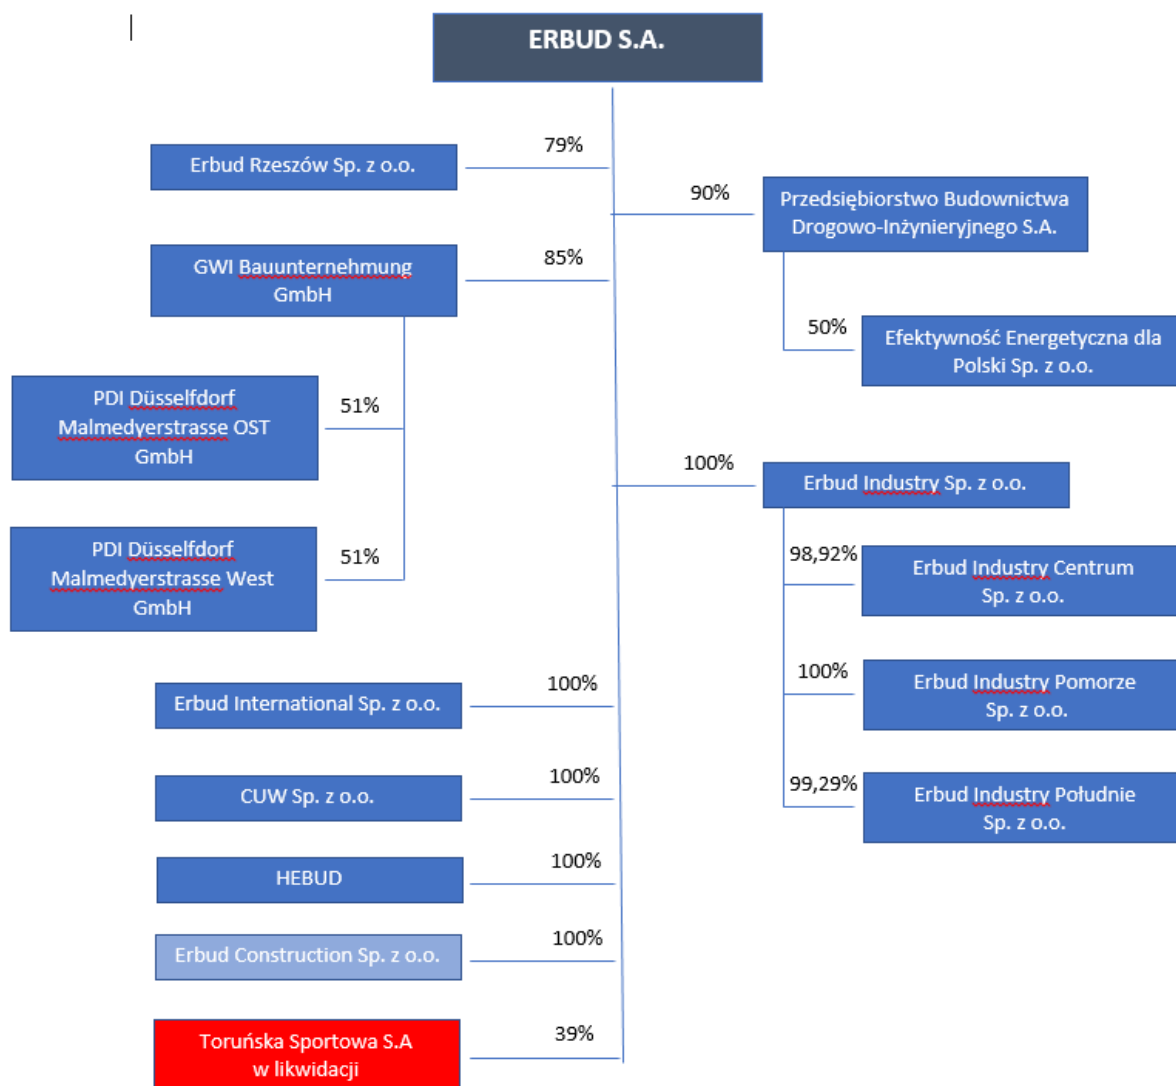 ERBUD S.A.
79%
Erbud Rzeszów Sp. z o.o.
90%
Przedsiębiorstwo Budownictwa
Drogowo-Inżynieryjnego S.A.
85%
GWI Bauunternehmung
GmbH
50%
Efektywność Energetyczna dla
Polski Sp. z o.o.
PDI Düsselfdorf
Malmedyerstrasse OST
GmbH
51%
100%
Erbud Industry Sp. z o.o.
PDI Düsselfdorf
Malmedyerstrasse West
GmbH
51%
98,92%
Erbud Industry Centrum
Sp. z o.o.
100%
Erbud International Sp. z o.o.
100%
Erbud Industry Pomorze
Sp. z o.o.
100%
CUW Sp. z o.o.
99,29%
Erbud Industry Południe
Sp. z o.o.
100%
HEBUD
100%
Erbud Construction Sp. z o.o.
39%
Toruńska Sportowa S.A
w likwidacji